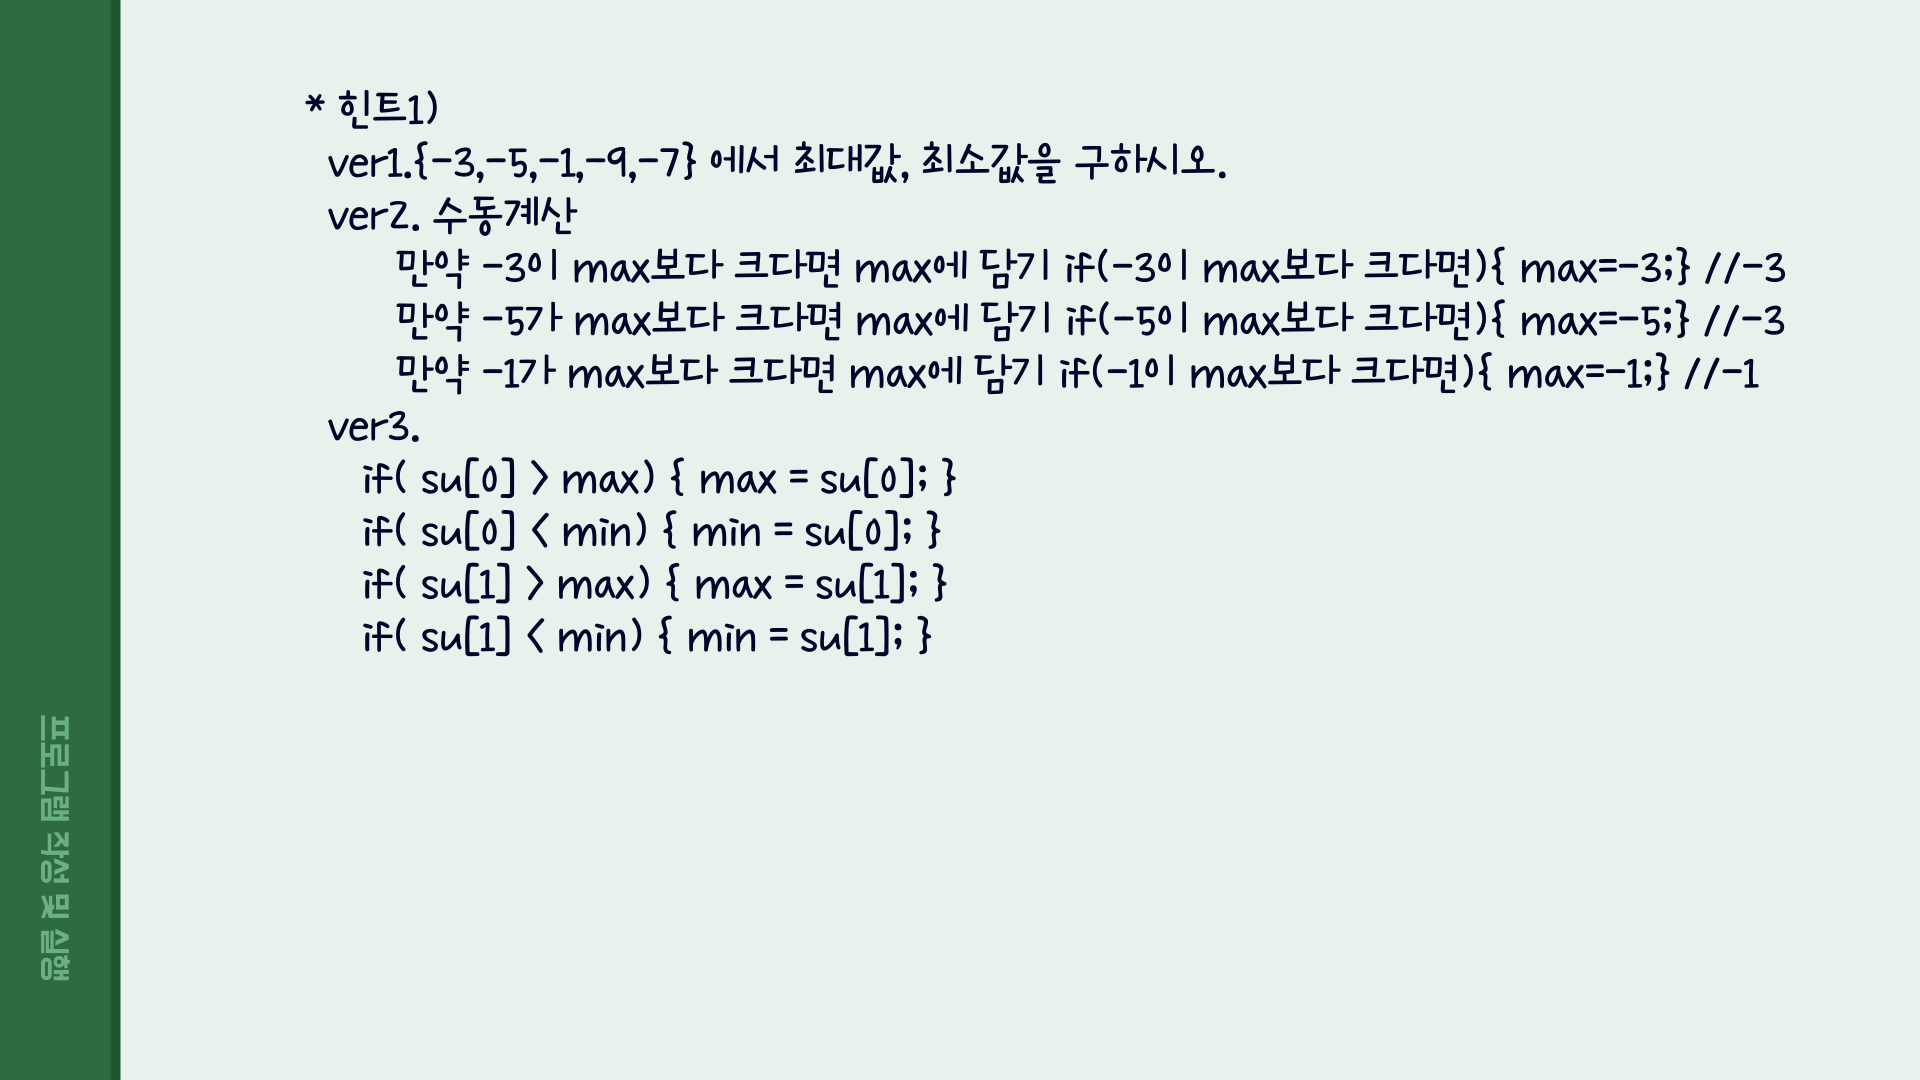 * 힌트1)
ver1.{-3,-5,-1,-9,-7} 에서 최대값, 최소값을 구하시오.
ver2. 수동계산
만약 -3이 max보다 크다면 max에 담기 if(-3이 max보다 크다면){ max=-3;} //-3
만약 -5가 max보다 크다면 max에 담기 if(-5이 max보다 크다면){ max=-5;} //-3
만약 -1가 max보다 크다면 max에 담기 if(-1이 max보다 크다면){ max=-1;} //-1
ver3.
if( su[0] > max) { max = su[0]; }
if( su[0] < min) { min = su[0]; }
if( su[1] > max) { max = su[1]; }
if( su[1] < min) { min = su[1]; }
프로그램 작성 및 실행